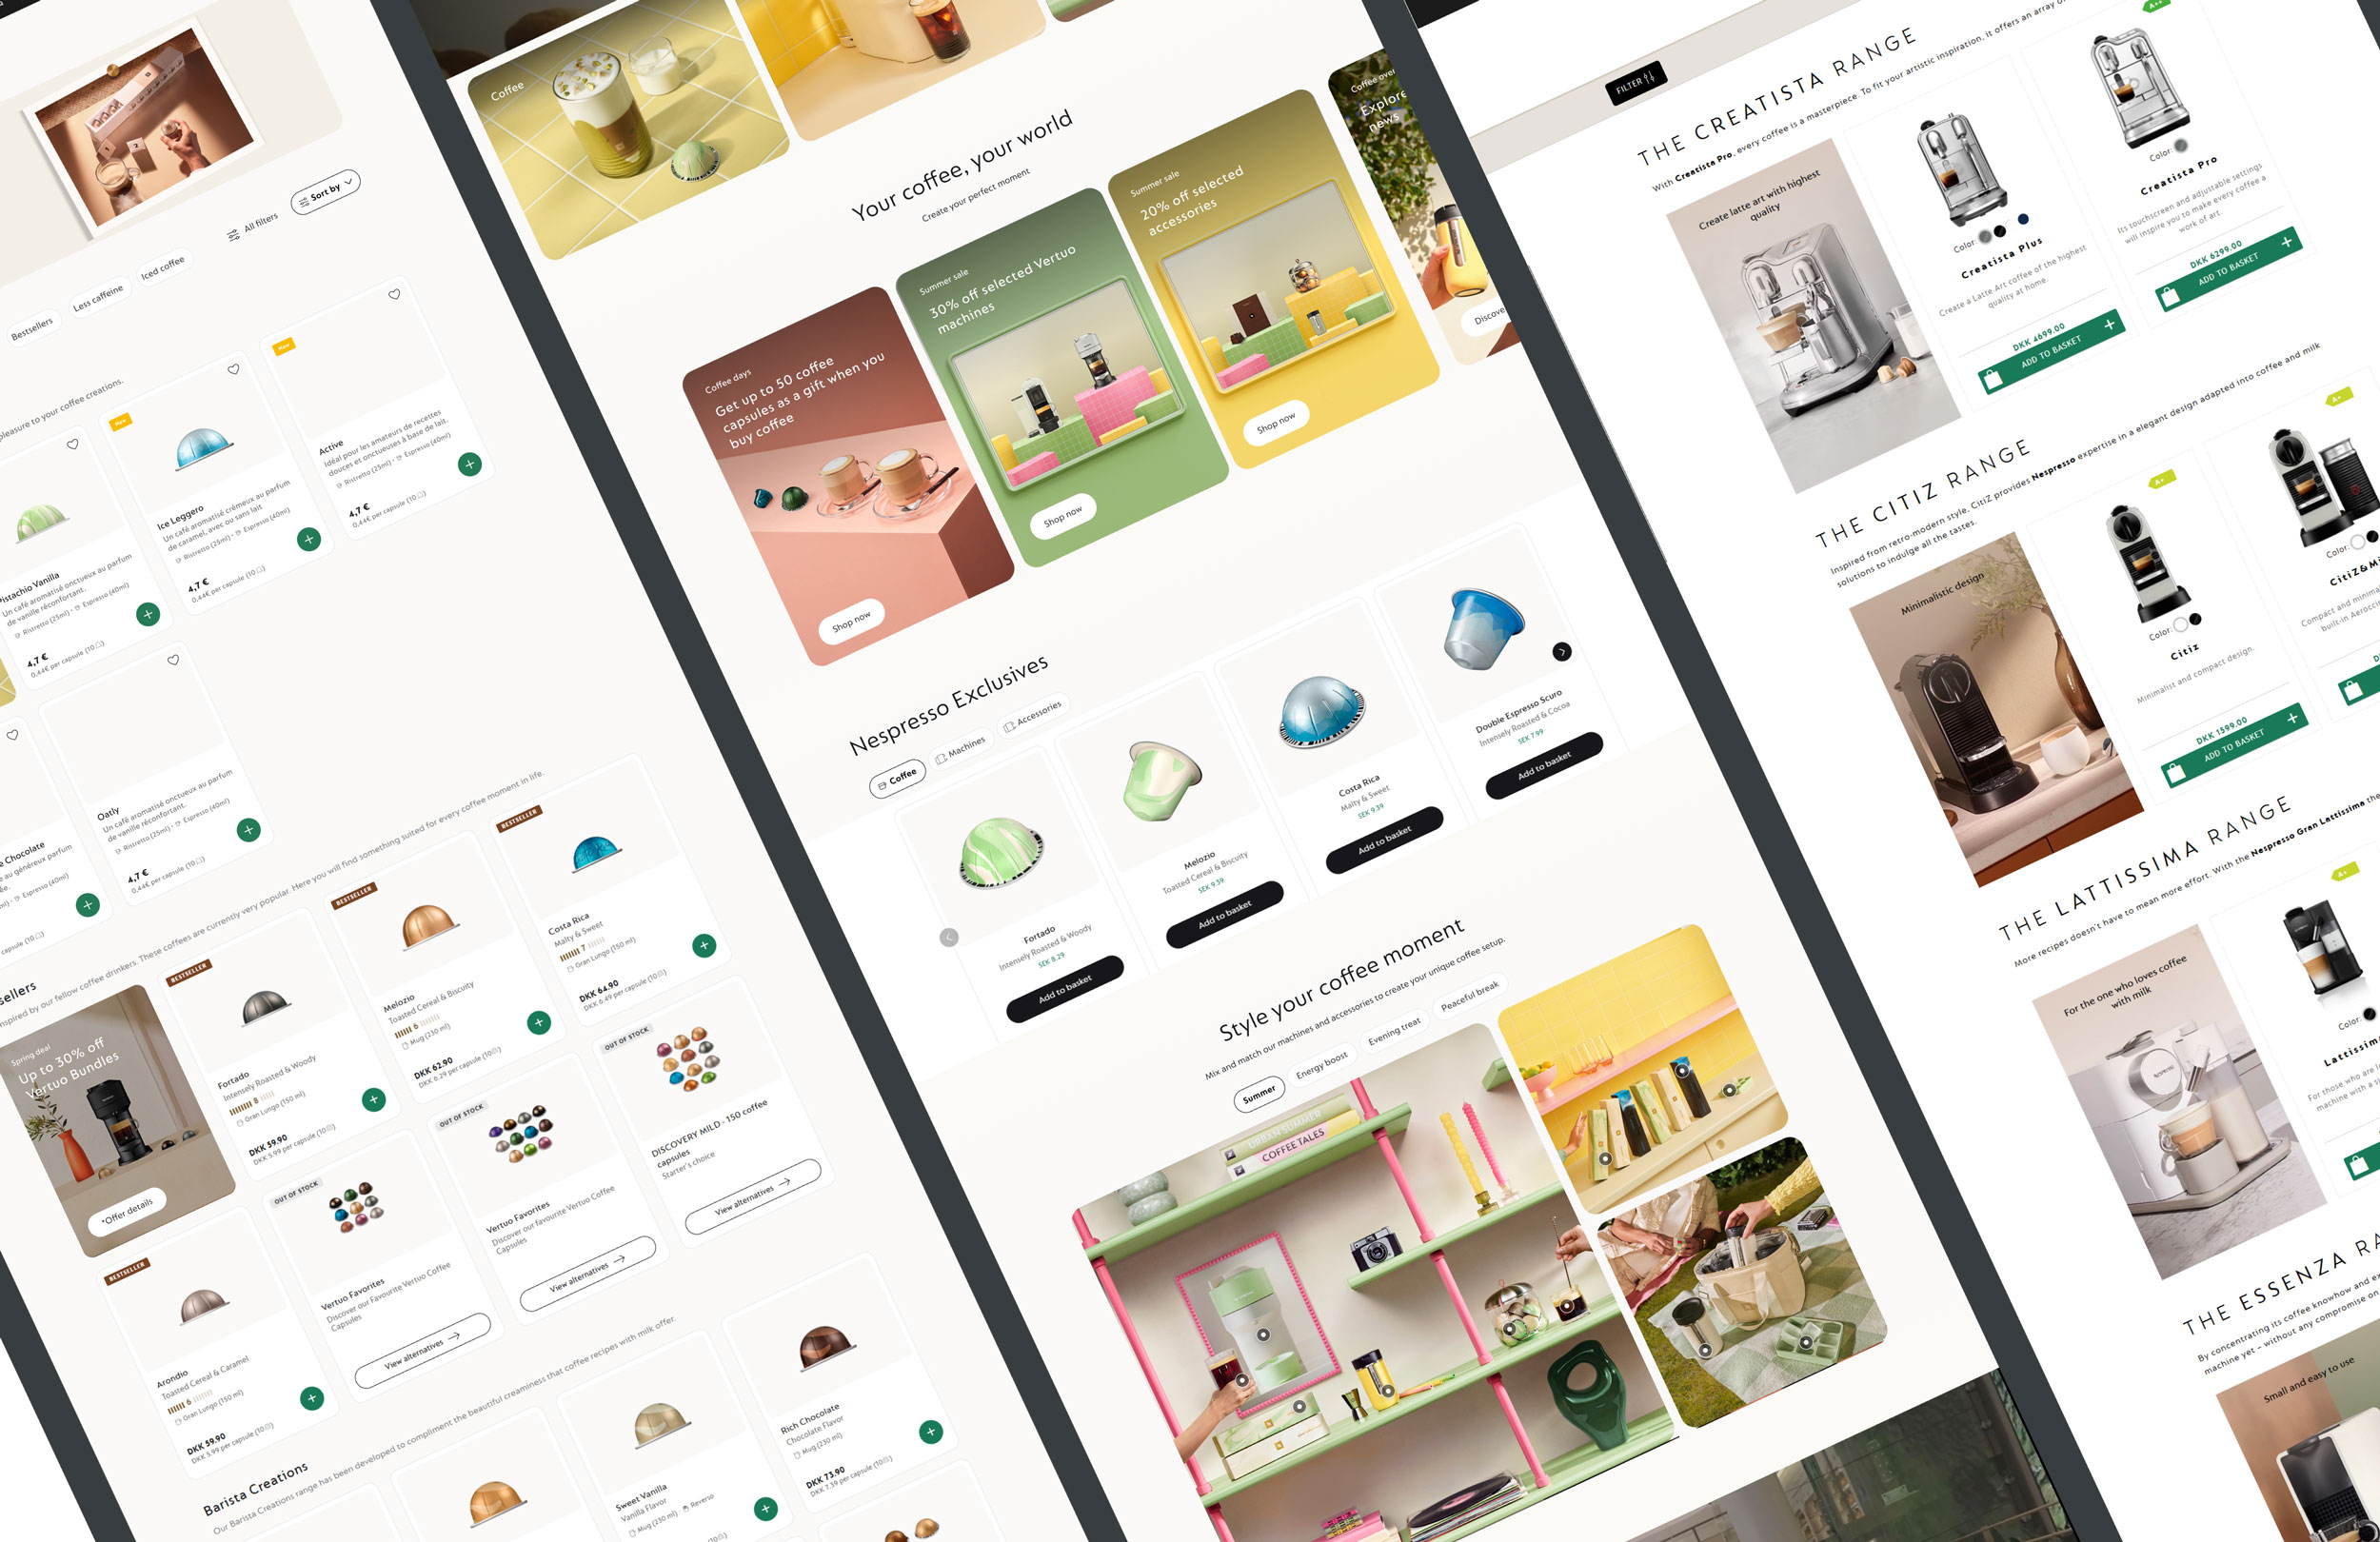 Sort by
All filters
Iced coffee
Less caffeine
Bestsellers
pleasure to your coffee creations.
Pistachio Vanilla
Un café aromatisé onctueux au parfum
de vanille réconfortant.
Ristretto (25ml) · Espresso (40ml)
4,7 €
0,44€ per capsule (10)
New
Ice Leggero
Un café aromatisé crémeux au parfum
de caramel, avec ou sans lait
Ristretto (25ml) · Espresso (40ml)
4,7 €
0,44€ per capsule (10)
New
Active
Idéal pour les amateurs de recettes
douces et onctueuses à base de lait.
Ristretto (25ml) · Espresso (40ml)
4,7 €
0,44€ per capsule (10)
e Chocolate
au généreux parfum
Espresso (40ml)
capsule (10)
Oatly
Un café aromatisé onctueux au parfum
de vanille réconfortant.
Ristretto (25ml) · Espresso (40ml)
4,7 €
0,44€ per capsule (10)
sellers
nspired by our fellow coffee drinkers. These coffees are currently very popular. Here you will find something suited for every coffee moment in life.
Spring deal
Up to 30% off
Vertuo Bundles
*Offer details
BESTSELLER
Fortado
Intensely Roasted & Woody
8
Gran Lungo (150 ml)
DKK 59.90
DKK 5.99 per capsule (10)
BESTSELLER
Melozio
Toasted Cereal & Biscuity
6
Mug (230 ml)
DKK 62.90
DKK 6.29 per capsule (10)
BESTSELLER
Costa Rica
Malty & Sweet
7
Gran Lungo (150 ml)
DKK 64.90
DKK 6.49 per capsule (10)
BESTSELLER
Arondio
Toasted Cereal & Caramel
6
Gran Lungo (150 ml)
DKK 59.90
DKK 5.99 per capsule (10)
OUT OF STOCK
Vertuo Favorites
Discover our Favourite Vertuo Coffee
Capsules
View alternatives
OUT OF STOCK
Vertuo Favorites
Discover our favourite Vertuo Coffee
Capsules
View alternatives
OUT OF STOCK
DISCOVERY MILD - 150 coffee
capsules
Starter's choice
View alternatives
Barista Creations
Our Barista Creations range has been developed to compliment the beautiful creaminess that coffee recipes with milk offer.
Sweet Vanilla
Vanilla Flavor
Mug (230 ml) Reverso
Rich Chocolate
Chocolate Flavor
Mug (230 ml)
DKK 73.90
DKK 7.39 per capsule (10)
Coffee
Your coffee, your world
Create your perfect moment
Coffee days
Get up to 50 coffee
capsules as a gift when you
buy coffee
Shop now
Summer sale
30% off selected Vertuo
machines
Shop now
Summer sale
20% off selected
accessories
Shop now
Coffee over
Explore
news
Discove
Nespresso Exclusives
Coffee
Machines
Accessories
Fortado
Intensely Roasted & Woody
SEK 8.29
Add to basket
Melozio
Toasted Cereal & Biscuity
SEK 9.39
Add to basket
Costa Rica
Malty & Sweet
SEK 9.39
Add to basket
Double Espresso Scuro
Intensely Roasted & Cocoa
SEK 7.99
Add to basket
Style your coffee moment
Mix and match our machines and accessories to create your unique coffee setup.
Summer
Energy boost
Evening treat
Peaceful break
URBAN SUMMER
COFFEE TALES
FILTER
THE CREATISTA RANGE
With Creatista Pro, every coffee is a masterpiece. To fit your artistic inspiration, it offers an array of
Create latte art with highest
quality
Color:
Creatista Plus
Create a Latte Art coffee of the highest
quality at home.
DKK 4699.00
ADD TO BASKET
A++
Color:
Creatista Pro
Its touchscreen and adjustable settings
will inspire you to make every coffee a
work of art.
DKK 6299.00
ADD TO BASKET
THE CITIZ RANGE
Inspired from retro-modern style, CitiZ provides Nespresso expertise in a elegant design adapted into coffee and milk
solutions to indulge all the tastes.
Minimalistic design
A+
Color:
Citiz
Minimalist and compact design.
DKK 1599.00
ADD TO BASKET
A+
Color:
CitiZ&Mi
Compact and minima
built-in Aerocci
THE LATTISSIMA RANGE
More recipes doesn't have to mean more effort. With the Nespresso Gran Lattissima the
For the one who loves coffee
with milk
A+
Color:
Lattissim
For those who are l
machine with a s
THE ESSENZA RA
By concentrating its coffee knowhow and ex
machine yet – without any compromise on
Small and easy to use